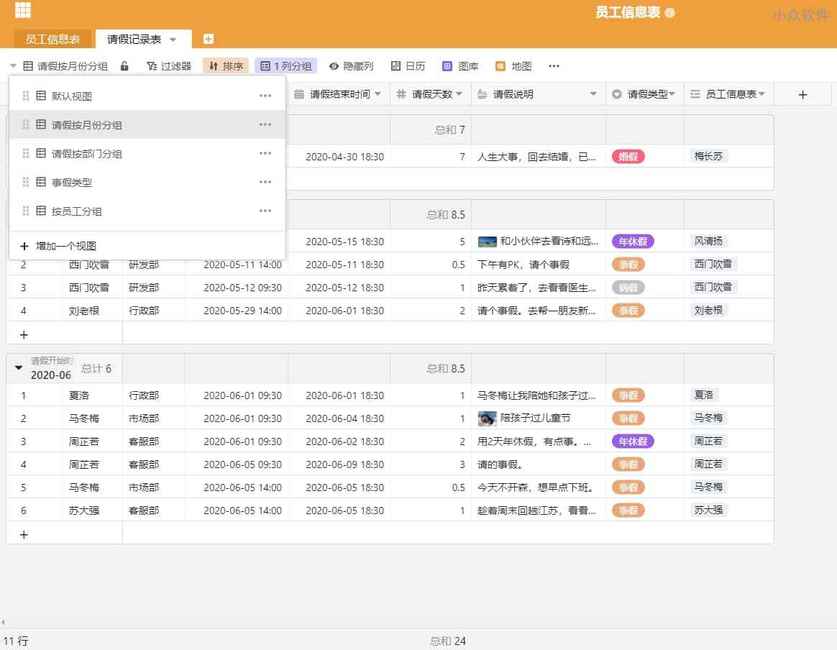 员工信息表
小众软件
员工信息表 请假记录表
请假按月份分组 过滤器 排序 1 列分组 隐藏列 日历 图库 地图 ...
默认视图
请假按月份分组
请假按部门分组
事假类型
按员工分组
增加一个视图
请假结束时间 请假天数 请假说明 请假类型 员工信息表
总和 7
2020-04-30 18:30 7 人生大事，回去结婚，已... 婚假 梅长苏
总和 8.5
2020-05-15 18:30 5 和小伙伴去看诗和远... 年休假 风清扬
2 西门吹雪 研发部 2020-05-11 14:00 2020-05-11 18:30 0.5 下午有PK，请个事假 事假 西门吹雪
3 西门吹雪 研发部 2020-05-12 09:30 2020-05-12 18:30 1 昨天累着了，去看看医生... 病假 西门吹雪
4 刘老根 行政部 2020-05-29 14:00 2020-06-01 18:30 2 请个事假。去帮一朋友新... 事假 刘老根
请假开始时
2020-06 总计 6 总和 8.5
1 夏洛 行政部 2020-06-01 09:30 2020-06-01 18:30 1 马冬梅让我陪她和孩子过... 事假 夏洛
2 马冬梅 市场部 2020-06-01 09:30 2020-06-04 18:30 1 陪孩子过儿童节 事假 马冬梅
3 周芷若 客服部 2020-06-01 09:30 2020-06-02 18:30 2 用2天年休假，有点事。... 年休假 周芷若
4 周芷若 客服部 2020-06-05 09:30 2020-06-09 18:30 3 请的事假。 事假 周芷若
5 马冬梅 市场部 2020-06-05 14:00 2020-06-05 18:30 0.5 今天不开森，想早点下班。 事假 马冬梅
6 苏大强 客服部 2020-06-05 14:00 2020-06-05 18:30 1 趁着周末回趟江苏，看看... 事假 苏大强
11 行 总和 24